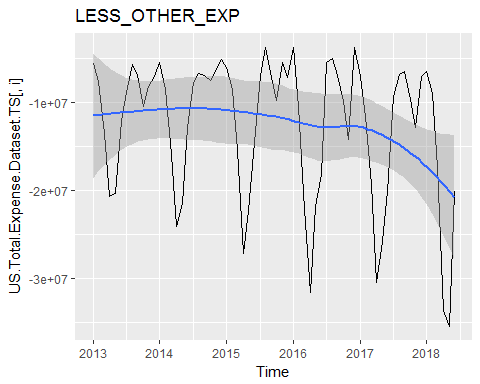 LESS_OTHER_EXP
US.Total.Expense.Dataset.TS[, i]
-1e+07
-2e+07
-3e+07
2013 2014 2015 2016 2017 2018
Time